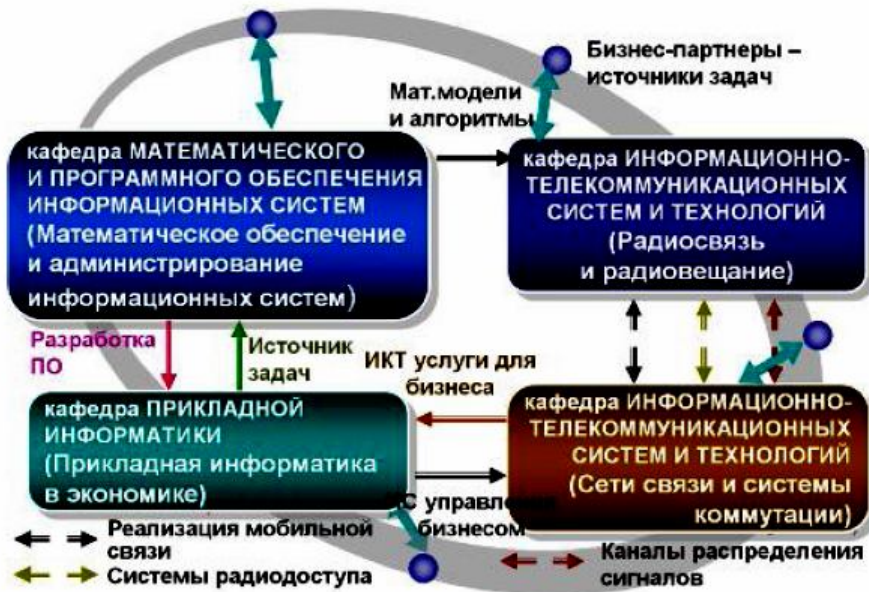 Бизнес-партнеры –
источники задач
Мат.модели
и алгоритмы
кафедра МАТЕМАТИЧЕСКОГО
И ПРОГРАММНОГО ОБЕСПЕЧЕНИЯ
ИНФОРМАЦИОННЫХ СИСТЕМ
(Математическое обеспечение
и администрирование
информационных систем)
кафедра ИНФОРМАЦИОННО-
ТЕЛЕКОММУНИКАЦИОННЫХ
СИСТЕМ И ТЕХНОЛОГИЙ
(Радиосвязь
и радиовещание)
Разработка
ПО
Источник
задач
ИКТ услуги для
бизнеса
кафедра ПРИКЛАДНОЙ
ИНФОРМАТИКИ
(Прикладная информатика
в экономике)
кафедра ИНФОРМАЦИОННО-
ТЕЛЕКОММУНИКАЦИОННЫХ
СИСТЕМ И ТЕХНОЛОГИЙ
(Сети связи и системы
коммутации)
бизнесом
Реализация мобильной
связи
Системы радиодоступа
Каналы распределения
сигналов